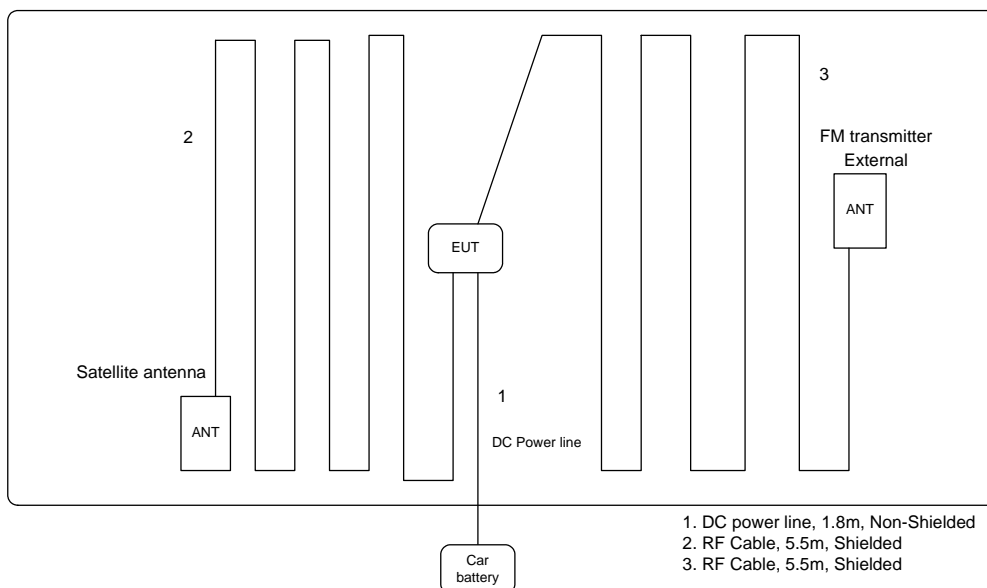 3
2
FM transmitter
External
ANT
EUT
Satellite antenna
1
ANT
DC Power line
1. DC power line, 1.8m, Non-Shielded
2. RF Cable, 5.5m, Shielded
3. RF Cable, 5.5m, Shielded
Car
battery